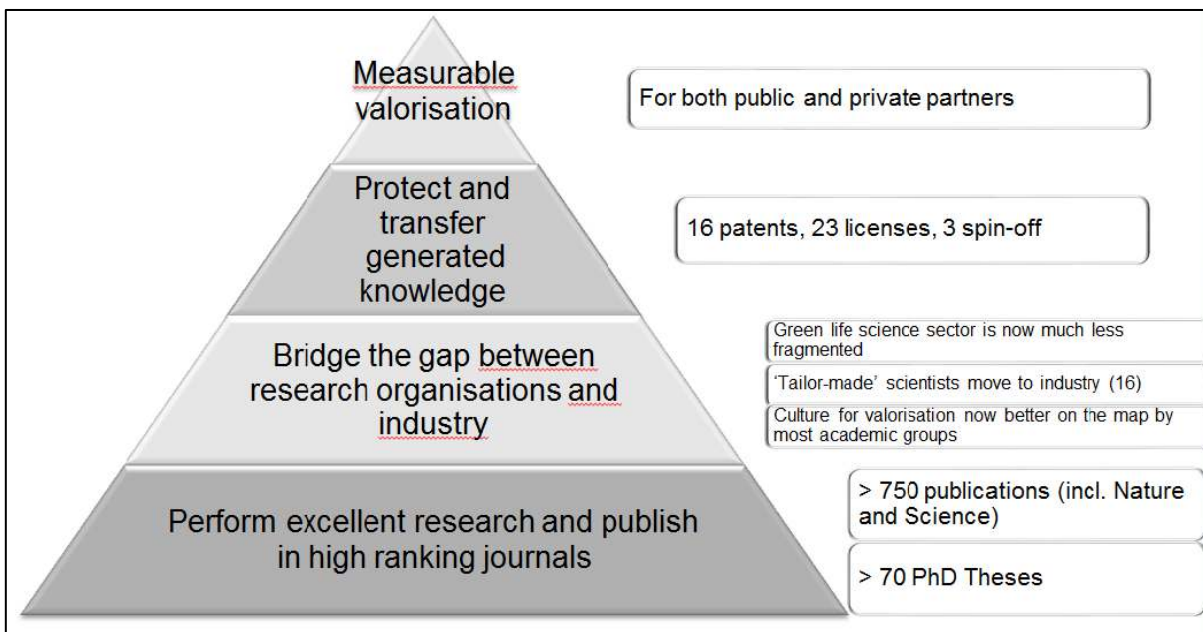 Measurable
valorisation
For both public and private partners
Protect and
transfer
generated
knowledge
16 patents, 23 licenses, 3 spin-off
Bridge the gap between
research organisations and
industry
Green life science sector is now much less
fragmented
‘Tailor-made’ scientists move to industry (16)
Culture for valorisation now better on the map by
most academic groups
Perform excellent research and publish
in high ranking journals
> 750 publications (incl. Nature
and Science)
> 70 PhD Theses